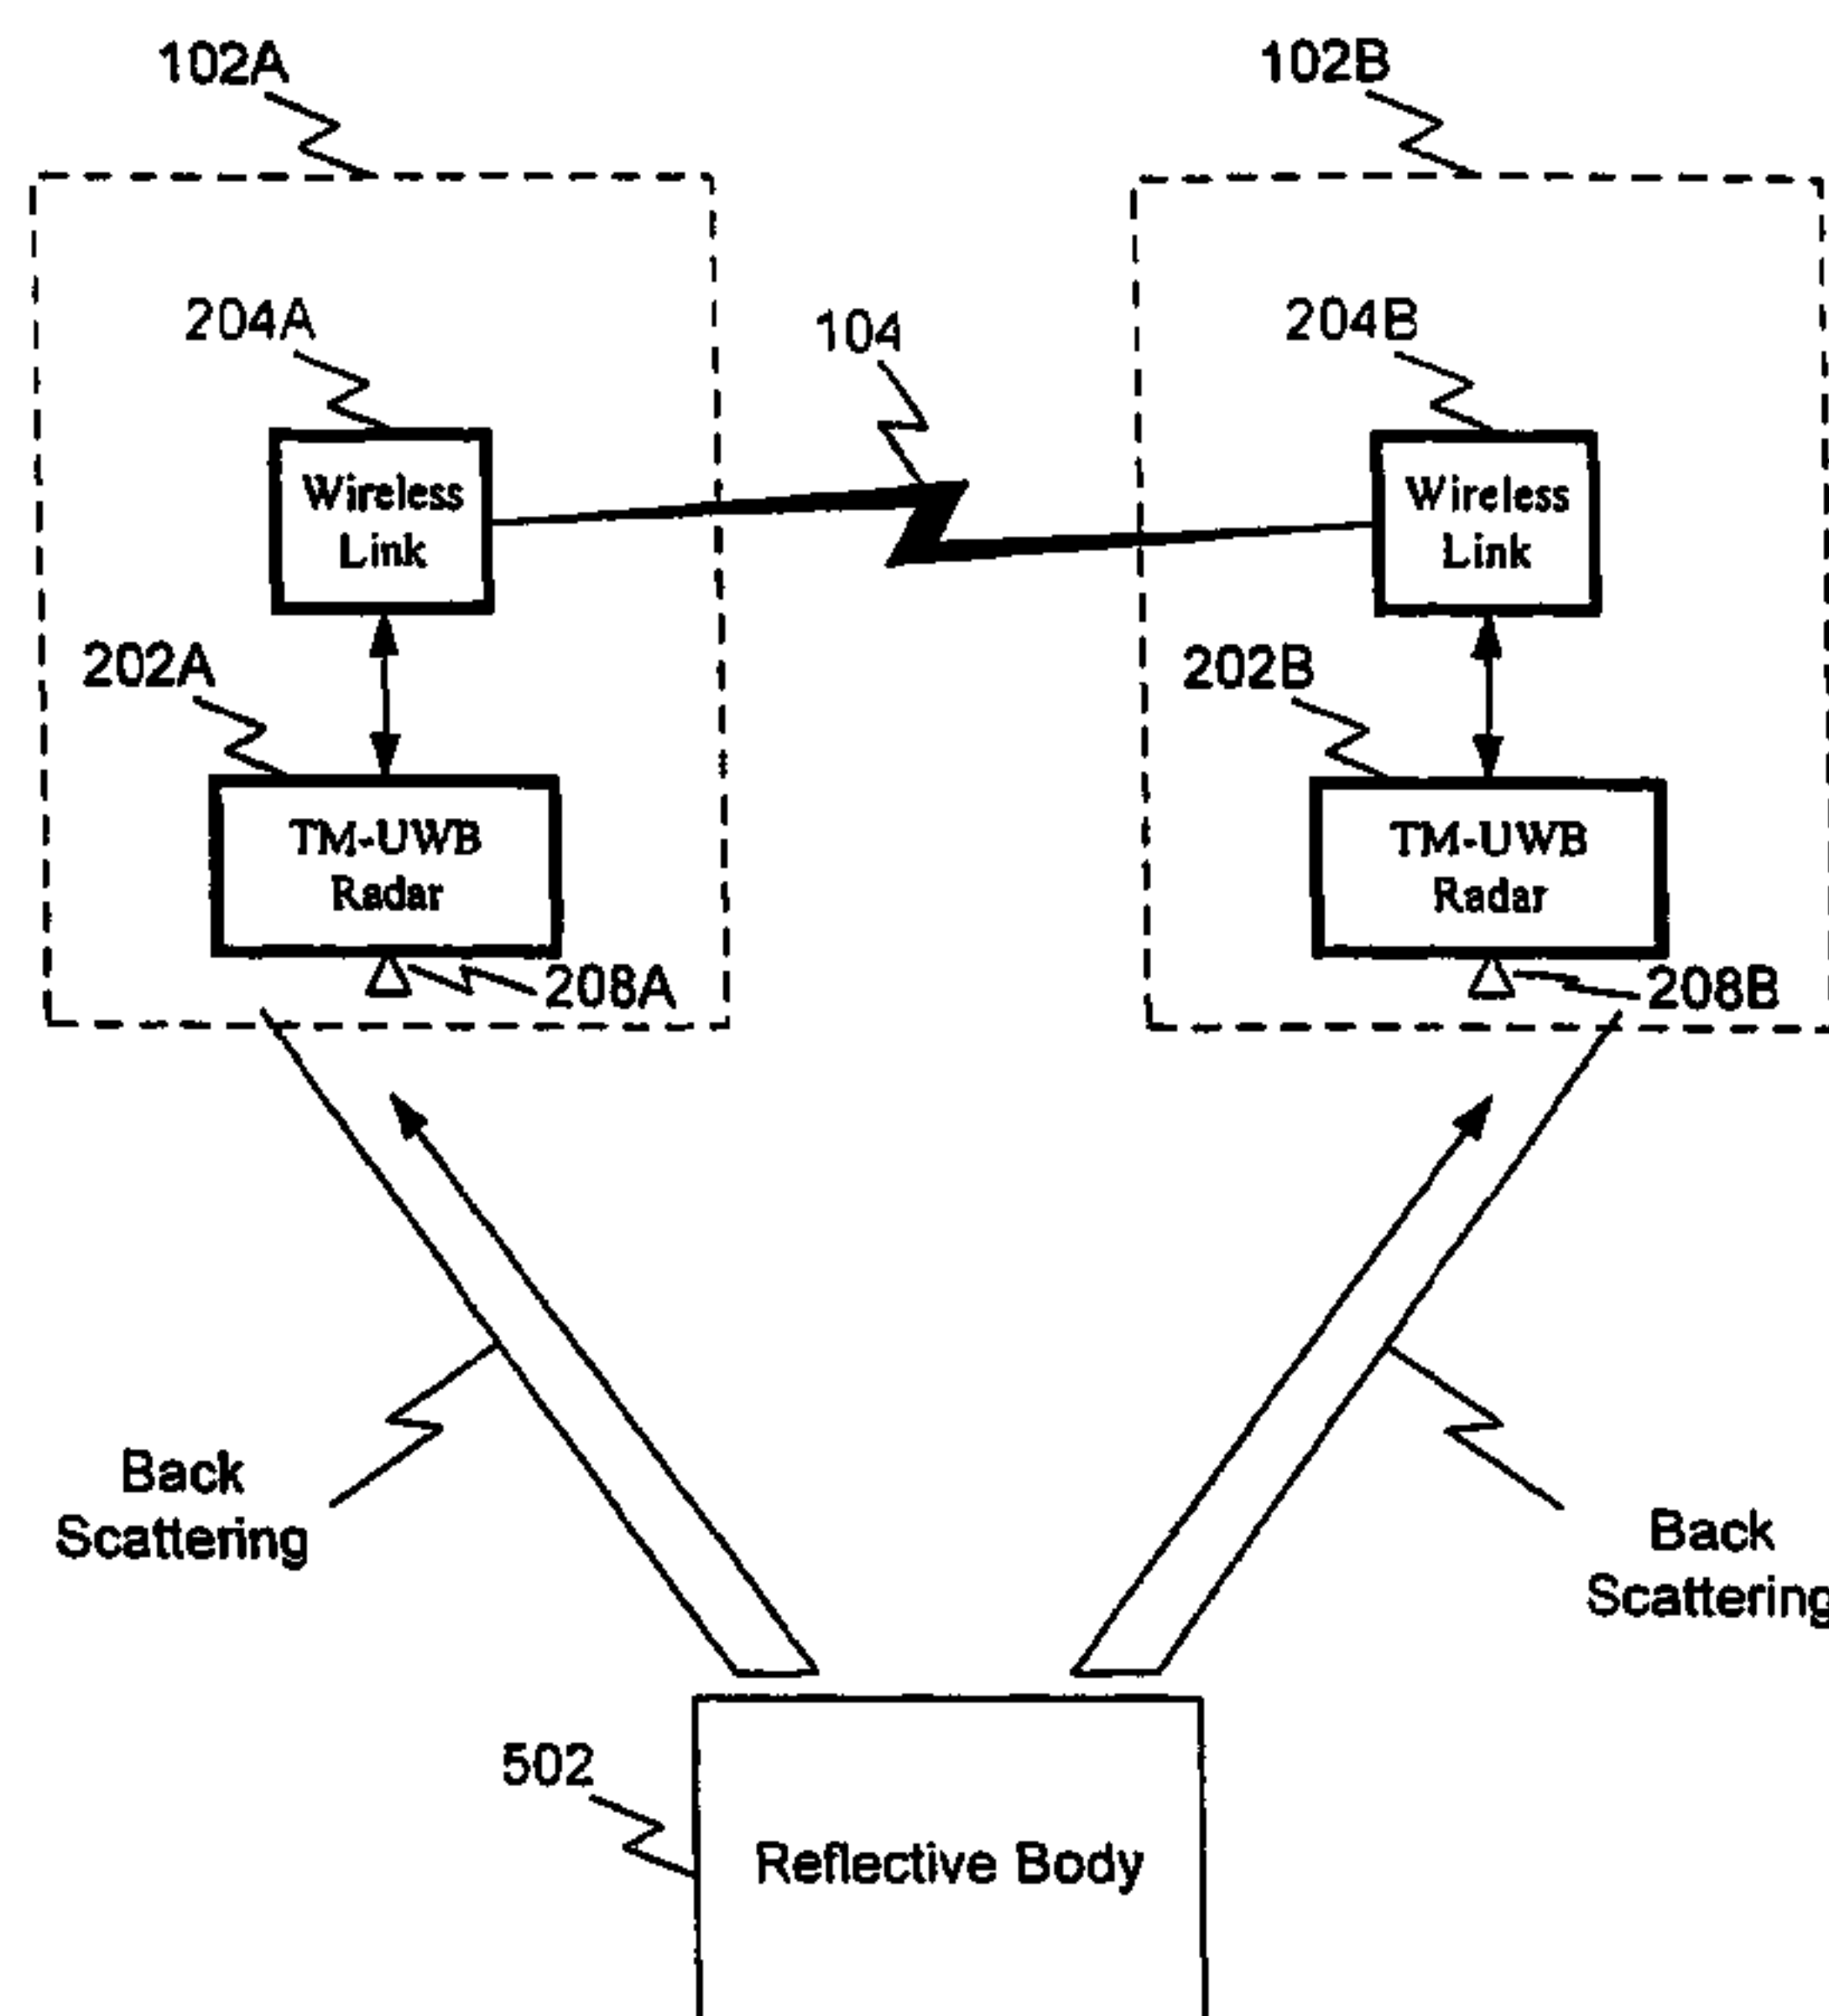 102A
102B
204A
104
204B
Wireless
Link
Wireless
Link
202A
202B
TM-UWB
Radar
TM-UWB
Radar
208A
208B
Back
Scattering
Back
Scattering
502
Reflective Body